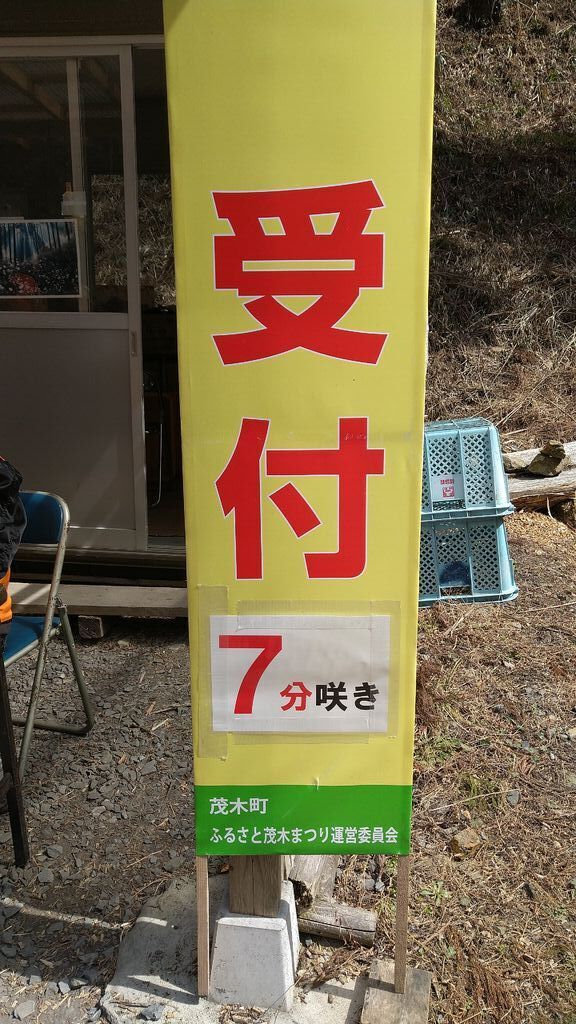 受付
7分咲き
茂木町
ふるさと茂木まつり運営委員会